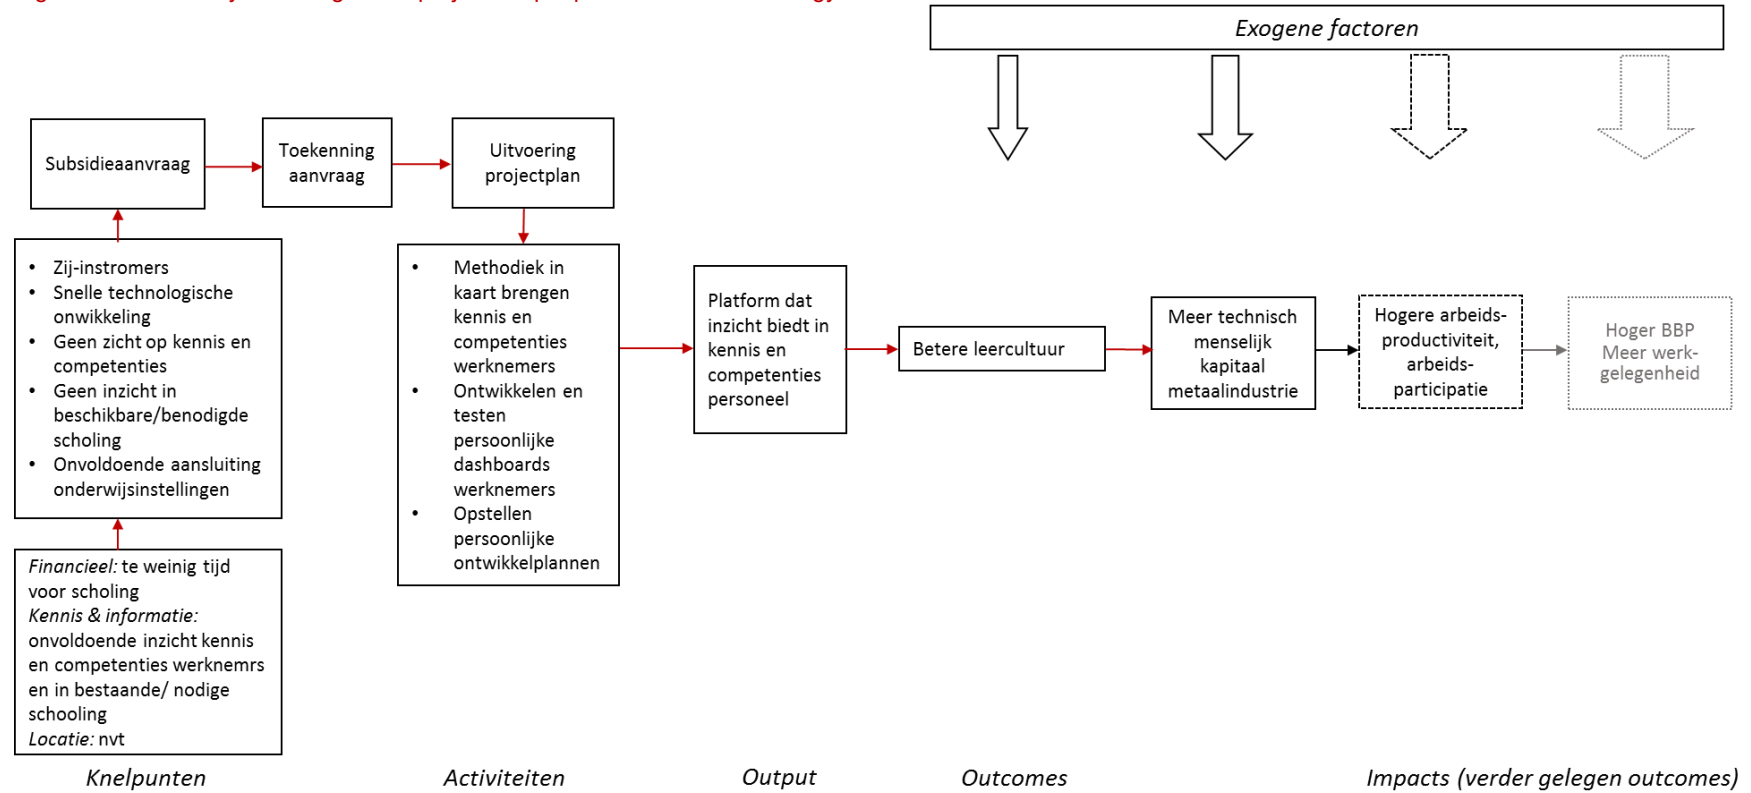 Exogene factoren
Subsidieaanvraag
Toekenning
aanvraag
Uitvoering
projectplan
• Zij-instromers
• Snelle technologische
onwikkeling
• Geen zicht op kennis en
competenties
• Geen inzicht in
beschikbare/benodigde
scholing
• Onvoldoende aansluiting
onderwijsinstellingen
Financieel: te weinig tijd
voor scholing
Kennis & informatie:
onvoldoende inzicht kennis
en competenties werknemrs
en in bestaande/ nodige
schooling
Locatie: nvt
• Methodiek in
kaart brengen
kennis en
competenties
werknemers
• Ontwikkelen en
testen
persoonlijke
dashboards
werknemers
• Opstellen
persoonlijke
ontwikkelplannen
Platform dat
inzicht biedt in
kennis en
competenties
personeel
Betere leercultuur
Meer technisch
menselijk
kapitaal
metaalindustrie
Hogere arbeids-
productiviteit,
arbeids-
participatie
Hoger BBP
Meer werk-
gelegenheid
Knelpunten
Activiteiten
Output
Outcomes
Impacts (verder gelegen outcomes)